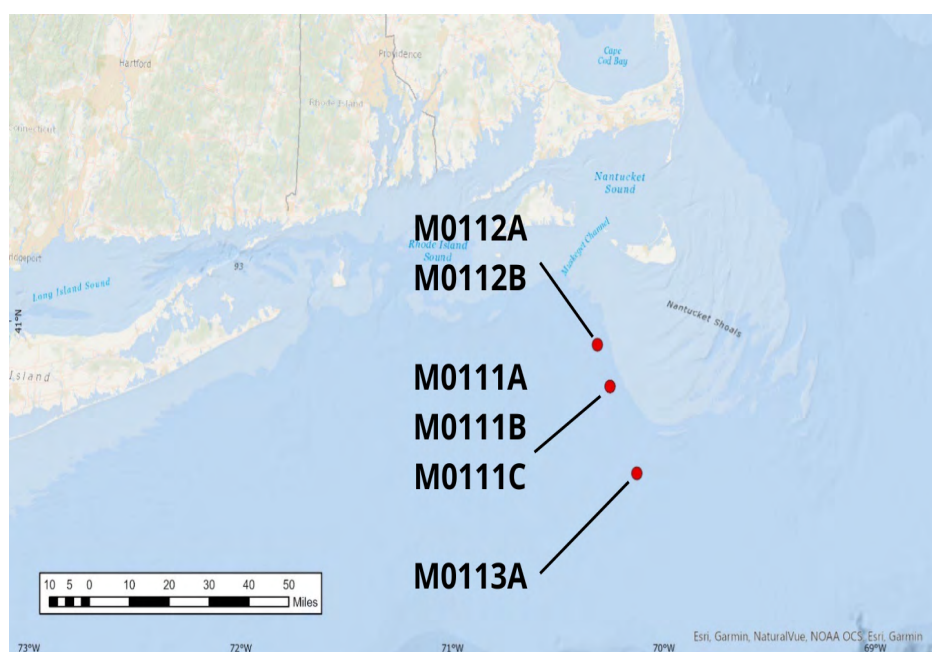 Cape
Cod Bay
Hartford
Providence
Rhode Island
Connecticut
Nantucket
Sound
M0112A
Muskeget Channel
Rhode Island
Sound
M0112B
93
Long Island Sound
41°N
Nantucket Shoals
Island
M0111A
M0111B
M0111C
M0113A
10 5 0 10 20 30 40 50
Miles
Esri, Garmin, NaturalVue, NOAA OCS, Esri, Garmin
73°W 72°W 71°W 70°W 69°W